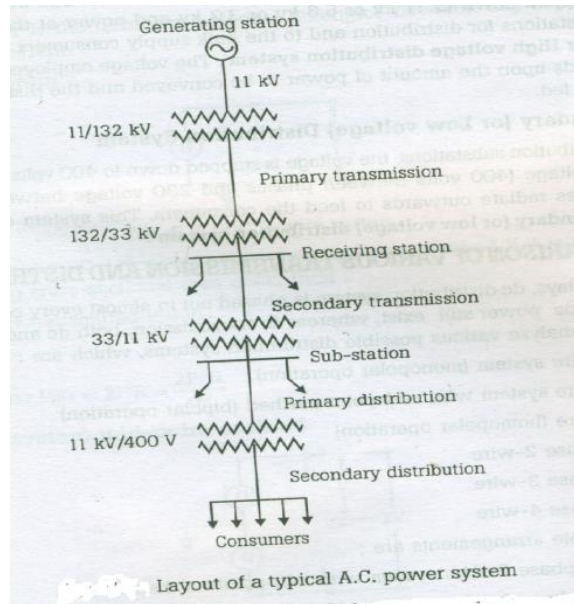 Generating station
11 kV
11/132 kV
Primary transmission
132/33 kV
Receiving station
Secondary transmission
33/11 kV
Sub-station
Primary distribution
11 kV/400 V
Secondary distribution
Consumers
Layout of a typical A.C. power system